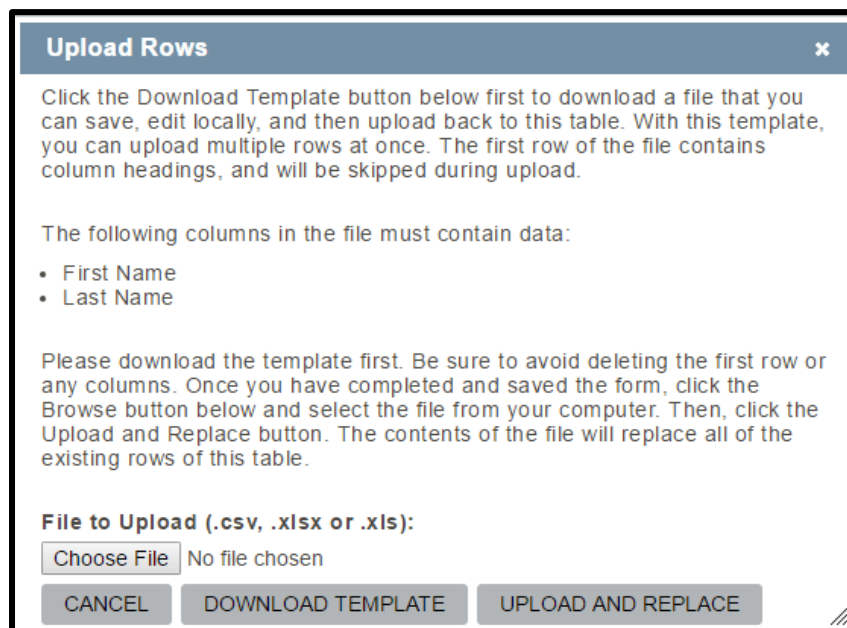 Upload Rows
Click the Download Template button below first to download a file that you
can save, edit locally, and then upload back to this table. With this template,
you can upload multiple rows at once. The first row of the file contains
column headings, and will be skipped during upload.
The following columns in the file must contain data:
• First Name
• Last Name
Please download the template first. Be sure to avoid deleting the first row or
any columns. Once you have completed and saved the form, click the
Browse button below and select the file from your computer. Then, click the
Upload and Replace button. The contents of the file will replace all of the
existing rows of this table.
File to Upload (.csv, .xlsx or .xls):
Choose File No file chosen
CANCEL DOWNLOAD TEMPLATE UPLOAD AND REPLACE